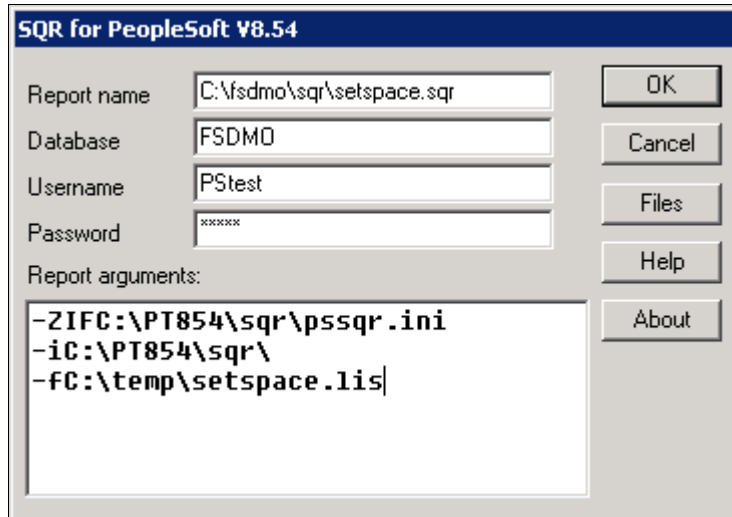 SQR for PeopleSoft V8.54
Report name C:\fsdmo\sqr\setspace.sqr OK
Database FSDMO Cancel
Username PStest Files
Password *****
Report arguments: Help
-ZIFC:\PT854\sqr\pssqr.ini About
-iC:\PT854\sqr\
-fC:\temp\setspace.lis